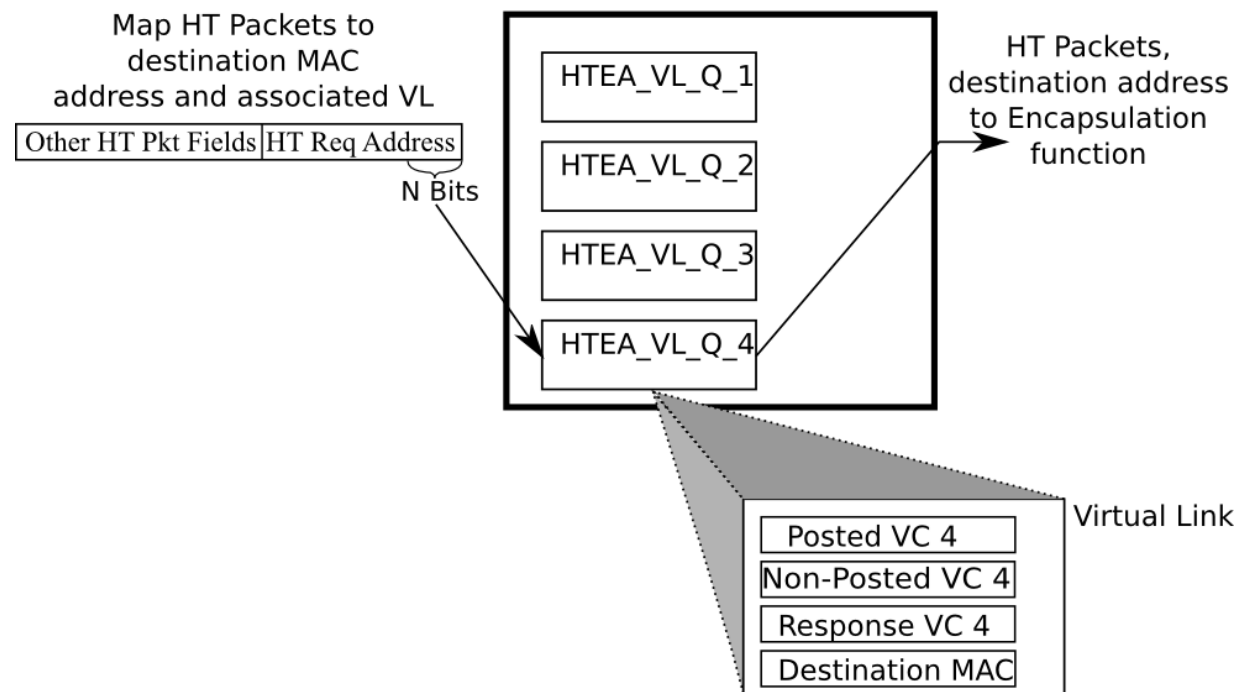 Map HT Packets to
destination MAC
address and associated VL
Other HT Pkt Fields HT Req Address
N Bits
HTEA_VL_Q_1
HTEA_VL_Q_2
HTEA_VL_Q_3
HTEA_VL_Q_4
HT Packets,
destination address
to Encapsulation
function
Virtual Link
Posted VC 4
Non-Posted VC 4
Response VC 4
Destination MAC